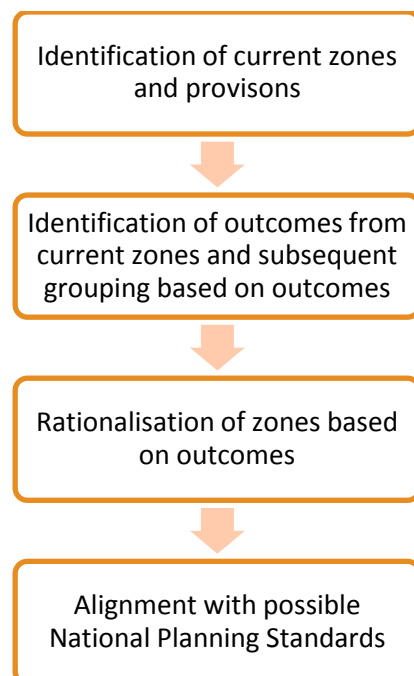 Identification of current zones
and provisons
Identification of outcomes from
current zones and subsequent
grouping based on outcomes
Rationalisation of zones based
on outcomes
Alignment with possible
National Planning Standards